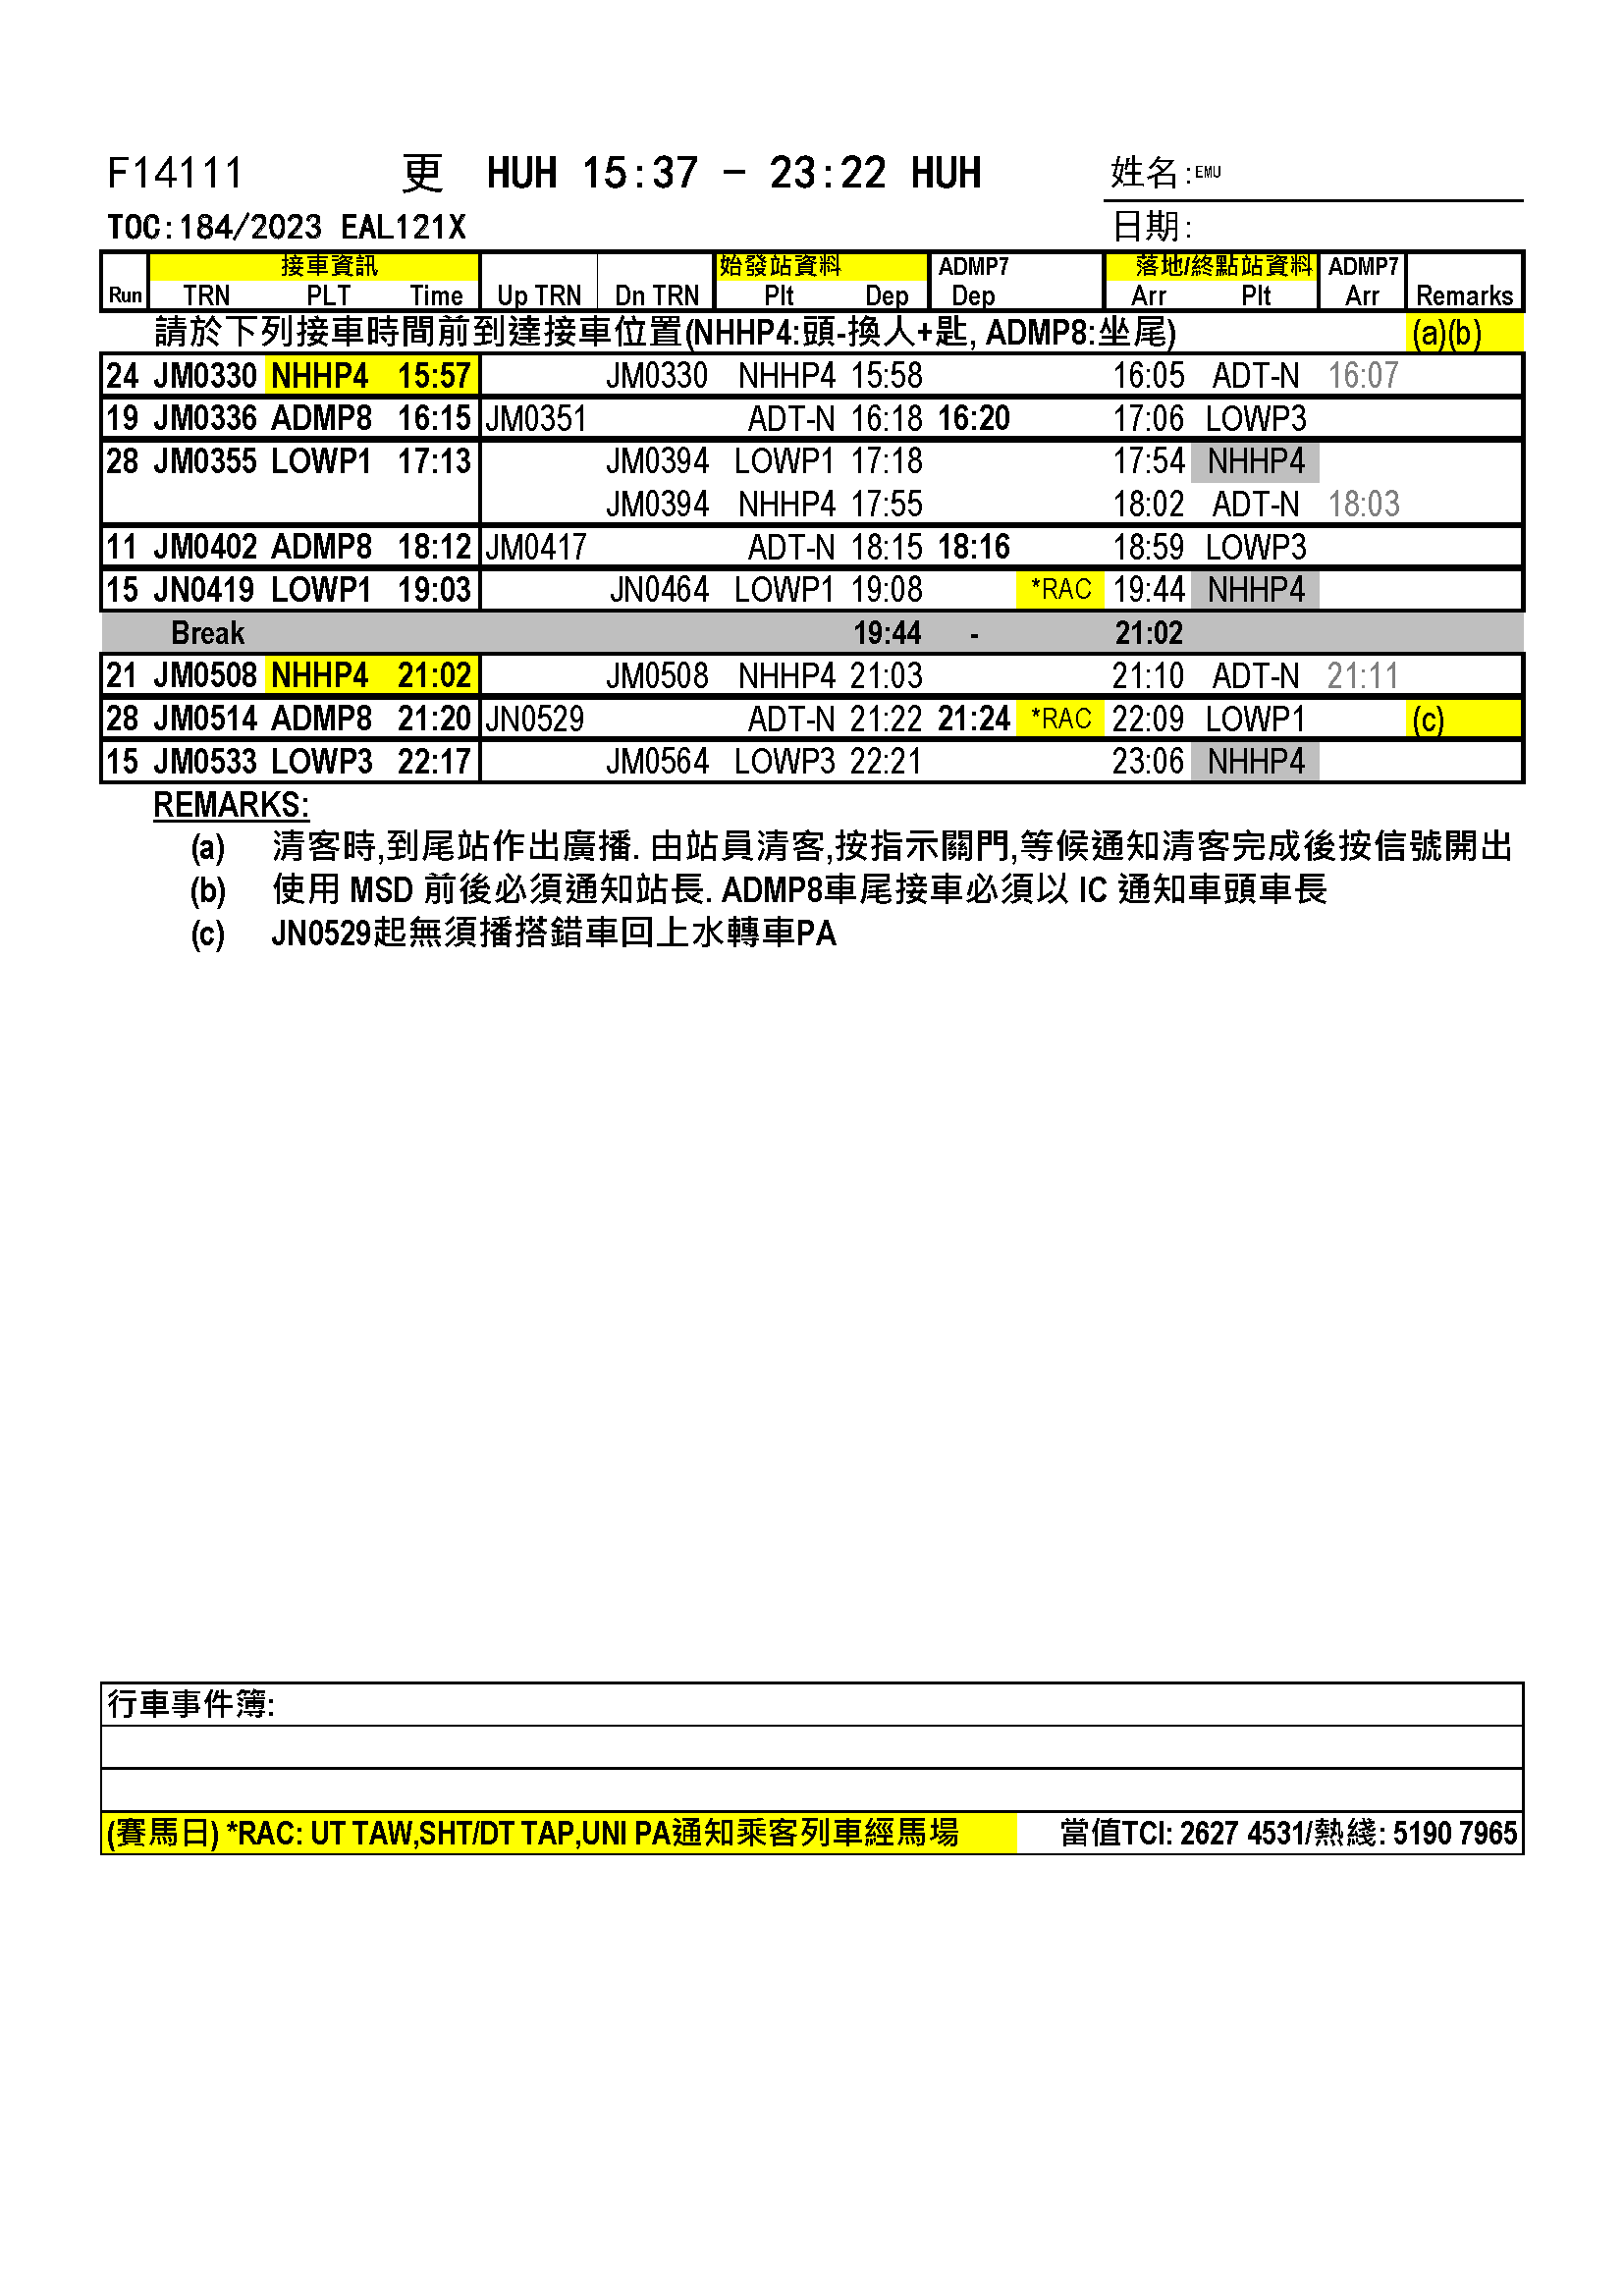 F14111 更 HUH 15:37 - 23:22 HUH 姓名:EMU
TOC:184/2023 EAL121X 日期:
接車資訊 始發站資料 ADMP7 落地/終點站資料 ADMP7
Run TRN PLT Time Up TRN Dn TRN Plt Dep Dep Arr Plt Arr Remarks
請於下列接車時間前到達接車位置(NHHP4:頭-換人+匙, ADMP8:坐尾) (a)(b)
24 JM0330 NHHP4 15:57 JM0330 NHHP4 15:58 16:05 ADT-N 16:07
19 JM0336 ADMP8 16:15 JM0351 ADT-N 16:18 16:20 17:06 LOWP3
28 JM0355 LOWP1 17:13 JM0394 LOWP1 17:18 17:54 NHHP4
JM0394 NHHP4 17:55 18:02 ADT-N 18:03
11 JM0402 ADMP8 18:12 JM0417 ADT-N 18:15 18:16 18:59 LOWP3
15 JN0419 LOWP1 19:03 JN0464 LOWP1 19:08 *RAC 19:44 NHHP4
Break 19:44 - 21:02
21 JM0508 NHHP4 21:02 JM0508 NHHP4 21:03 21:10 ADT-N 21:11
28 JM0514 ADMP8 21:20 JN0529 ADT-N 21:22 21:24 *RAC 22:09 LOWP1 (c)
15 JM0533 LOWP3 22:17 JM0564 LOWP3 22:21 23:06 NHHP4
REMARKS:
(a) 清客時,到尾站作出廣播. 由站員清客,按指示關門,等候通知清客完成後按信號開出
(b) 使用 MSD 前後必須通知站長. ADMP8車尾接車必須以 IC 通知車頭車長
(c) JN0529起無須播搭錯車回上水轉車PA
行車事件簿:
(賽馬日) *RAC: UT TAW,SHT/DT TAP,UNI PA通知乘客列車經馬場 當值TCI: 2627 4531/熱綫: 5190 7965